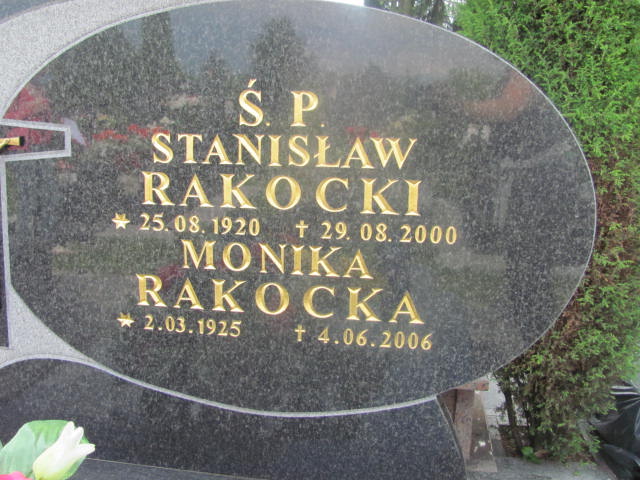 Ś. P.
STANISŁAW
RAKOCKI
★ 25.08.1920 † 29.08.2000
MONIKA
RAKOCKA
★ 2.03.1925 † 4.06.2006